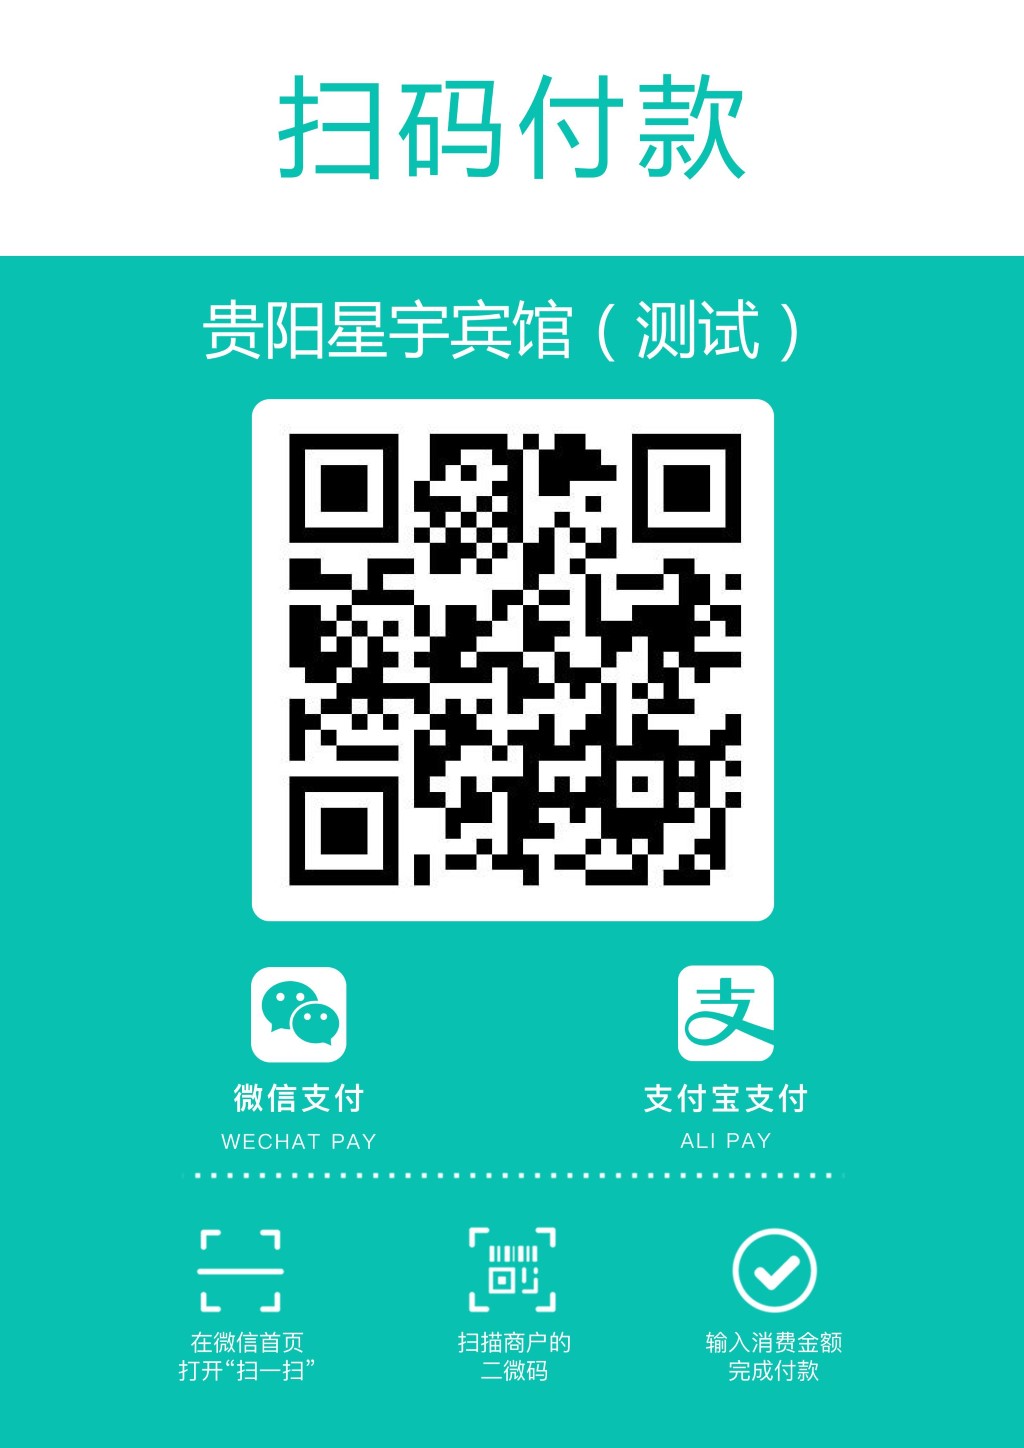 扫码付款
贵阳星宇宾馆（测试）
支
微信支付
支付宝支付
WECHAT PAY
ALI PAY
在微信首页
打开“扫一扫”
扫描商户的
二微码
输入消费金额
完成付款